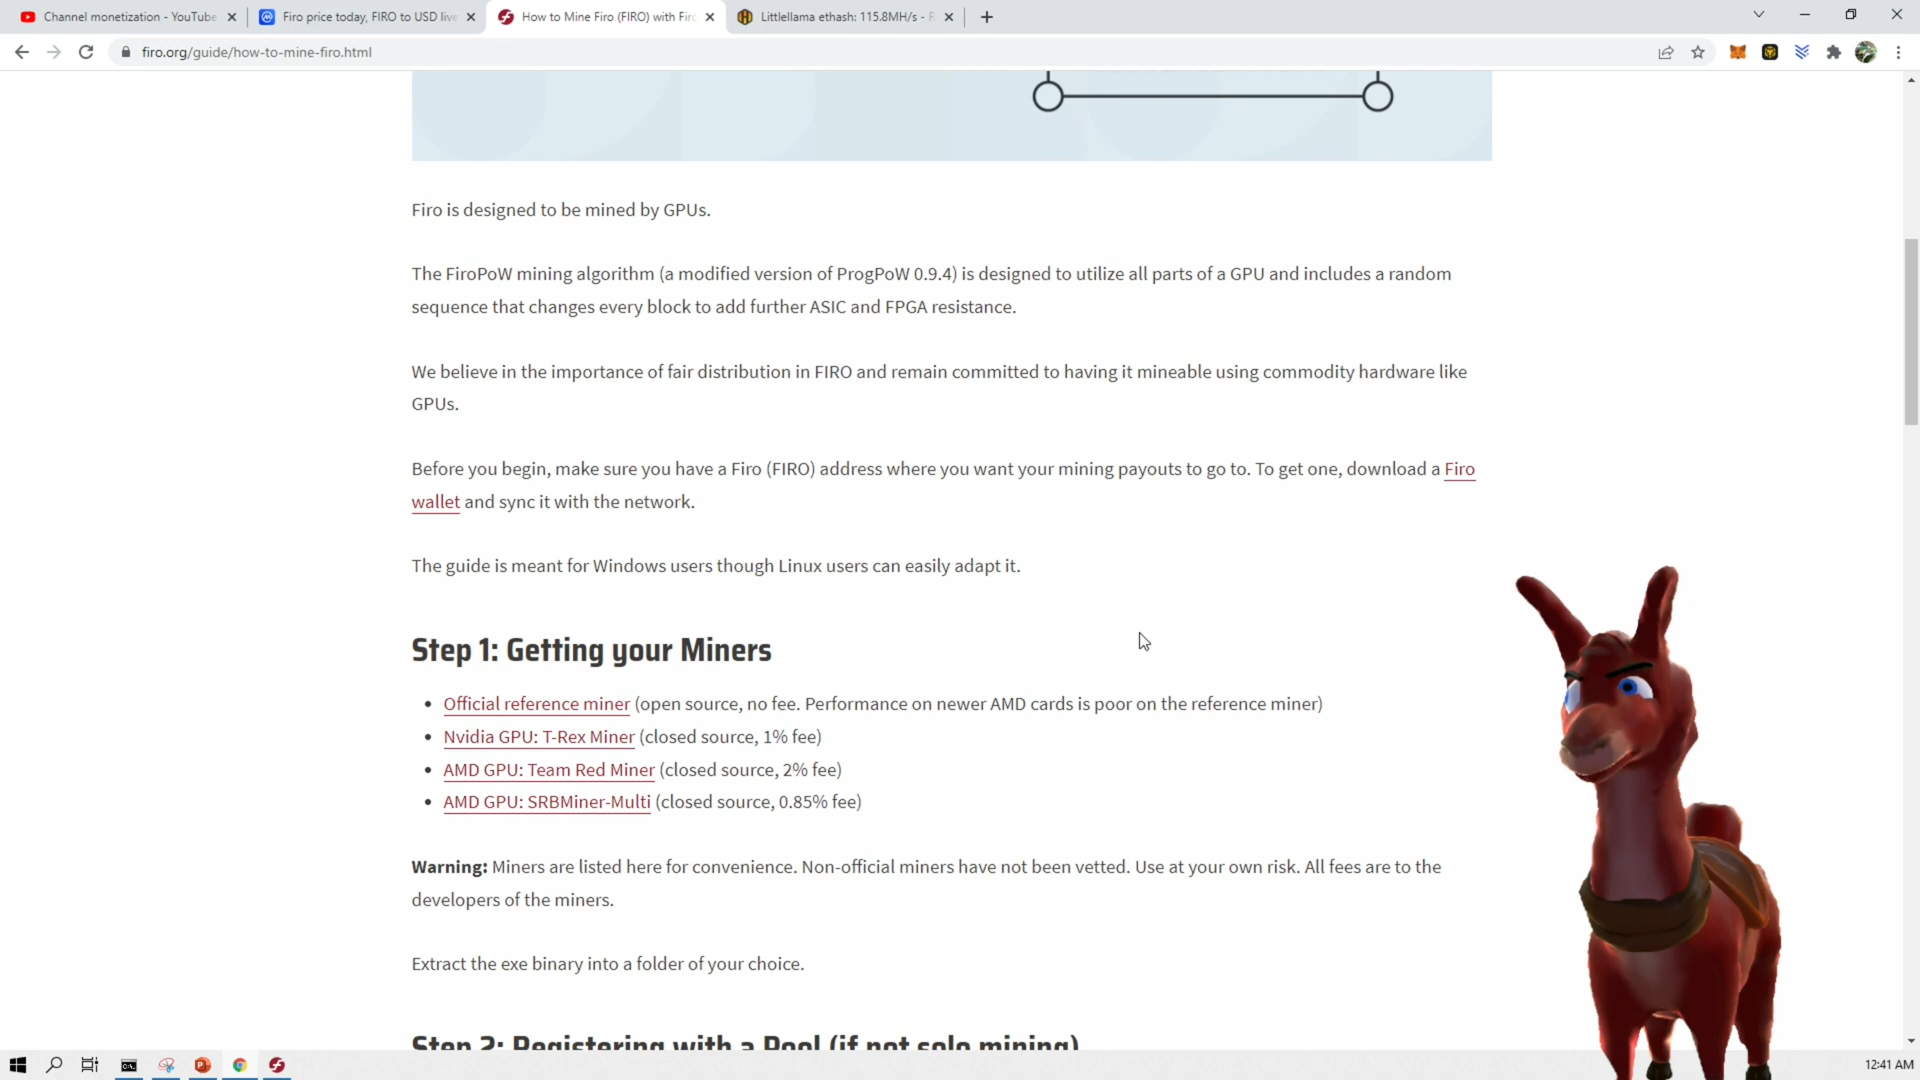 Channel monetization - YouTube
Firo price today, FIRO to USD live
How to Mine Firo (FIRO) with Firo
Littlellama ethash: 115.8MH/s -
firo.org/guide/how-to-mine-firo.html
Firo is designed to be mined by GPUs.
The FiroPoW mining algorithm (a modified version of ProgPoW 0.9.4) is designed to utilize all parts of a GPU and includes a random
sequence that changes every block to add further ASIC and FPGA resistance.
We believe in the importance of fair distribution in FIRO and remain committed to having it mineable using commodity hardware like
GPUs.
Before you begin, make sure you have a Firo (FIRO) address where you want your mining payouts to go to. To get one, download a Firo
wallet and sync it with the network.
The guide is meant for Windows users though Linux users can easily adapt it.
Step 1: Getting your Miners
• Official reference miner (open source, no fee. Performance on newer AMD cards is poor on the reference miner)
• Nvidia GPU: T-Rex Miner (closed source, 1% fee)
• AMD GPU: Team Red Miner (closed source, 2% fee)
• AMD GPU: SRBMiner-Multi (closed source, 0.85% fee)
Warning: Miners are listed here for convenience. Non-official miners have not been vetted. Use at your own risk. All fees are to the
developers of the miners.
Extract the exe binary into a folder of your choice.
Step 2: Registering with a Pool (if not solo mining)
12:41 AM